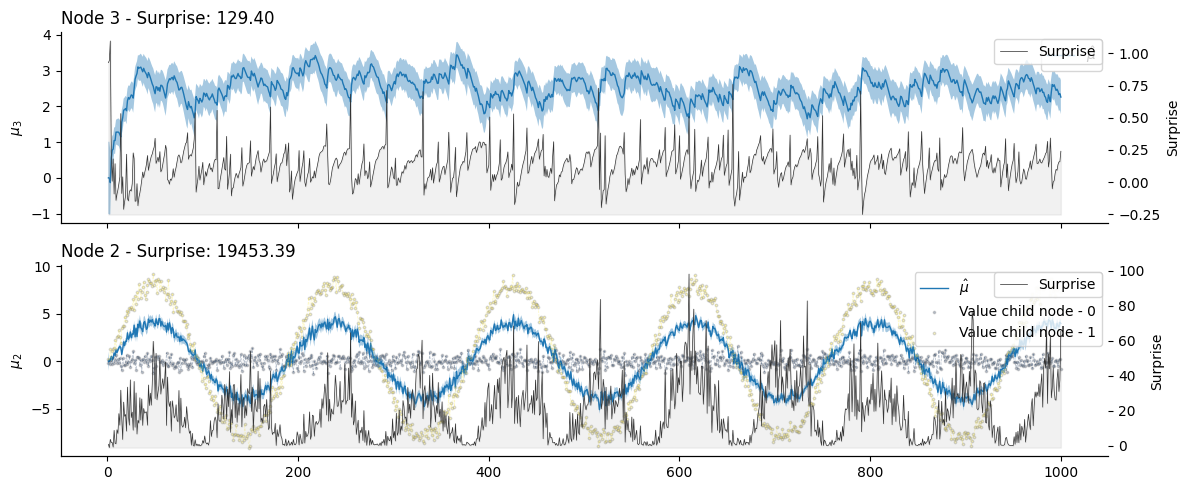 Node 3 - Surprise: 129.40
4
3
2
1
0
−1
μ3
Surprise
1.00
0.75
0.50
0.25
0.00
−0.25
Surprise
Node 2 - Surprise: 19453.39
10
5
0
−5
μ2
μ̂
Value child node - 0
Value child node - 1
Surprise
100
80
60
40
20
0
Surprise
0
200
400
600
800
1000